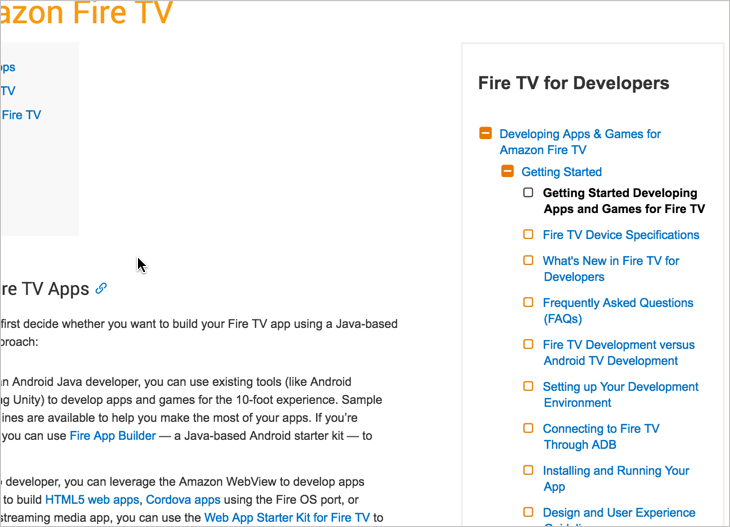 azon Fire TV
ps
TV
Fire TV
re TV Apps
first decide whether you want to build your Fire TV app using a Java-based
proach:
an Android Java developer, you can use existing tools (like Android
ng Unity) to develop apps and games for the 10-foot experience. Sample
lines are available to help you make the most of your apps. If you're
you can use Fire App Builder — a Java-based Android starter kit — to
developer, you can leverage the Amazon WebView to develop apps
to build HTML5 web apps, Cordova apps using the Fire OS port, or
streaming media app, you can use the Web App Starter Kit for Fire TV to
Fire TV for Developers
Developing Apps & Games for
Amazon Fire TV
Getting Started
Getting Started Developing
Apps and Games for Fire TV
Fire TV Device Specifications
What's New in Fire TV for
Developers
Frequently Asked Questions
(FAQs)
Fire TV Development versus
Android TV Development
Setting up Your Development
Environment
Connecting to Fire TV
Through ADB
Installing and Running Your
App
Design and User Experience